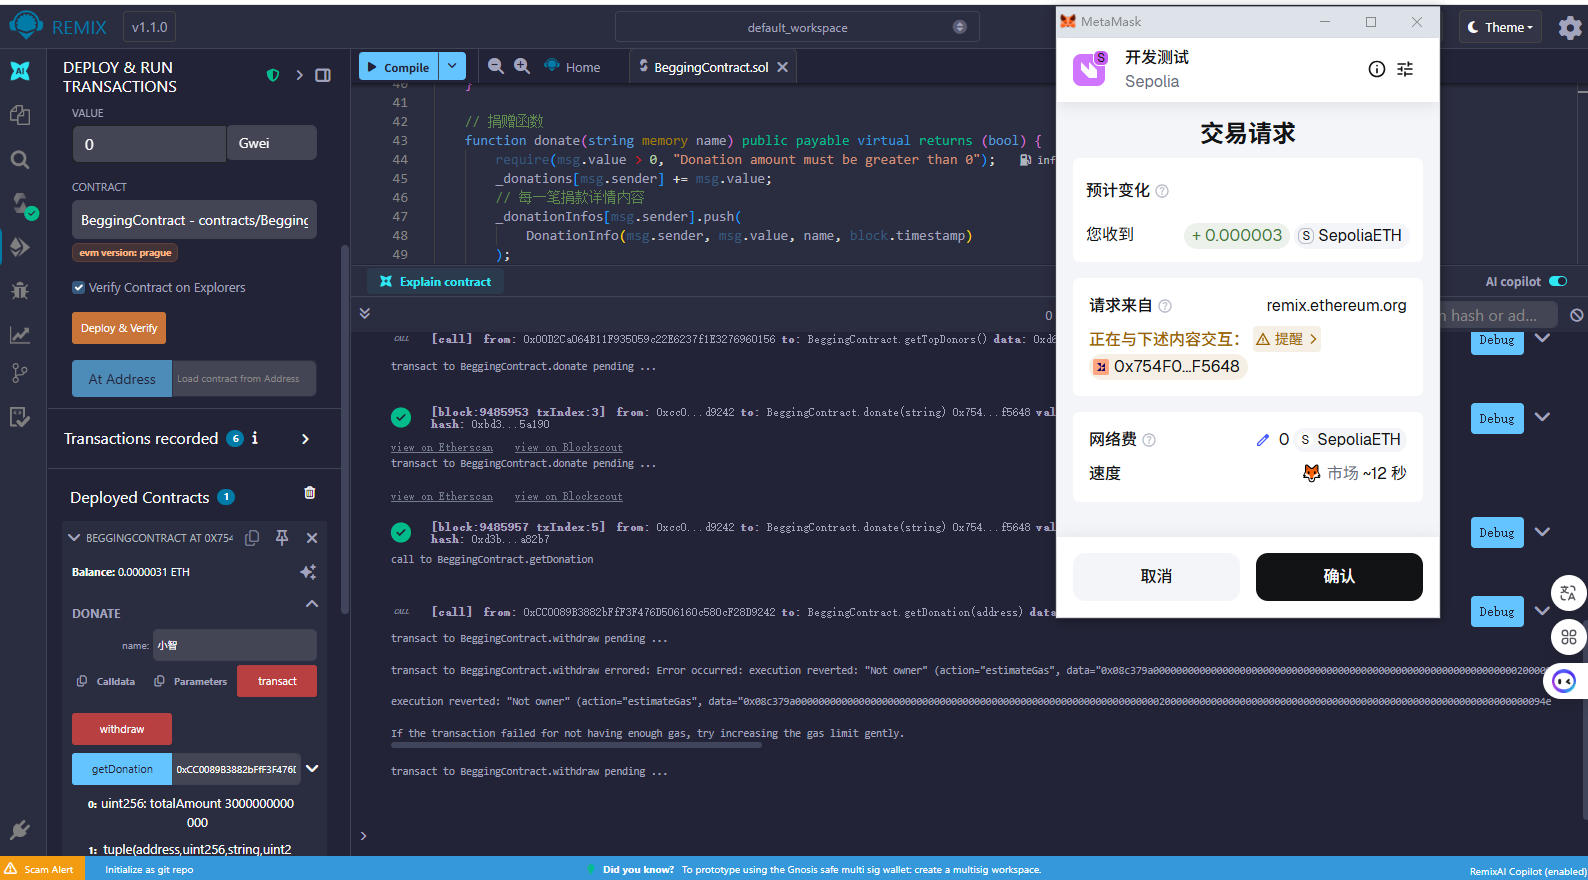 REMIX v1.1.0
default_workspace
Theme
DEPLOY & RUN
TRANSACTIONS
VALUE
0 Gwei
CONTRACT
BeggingContract - contracts/Begging
evm version: prague
Verify Contract on Explorers
Deploy & Verify
At Address Load contract from Address
Transactions recorded 6 i
Deployed Contracts 1
BEGGINGCONTRACT AT 0X754
Balance: 0.0000031 ETH
DONATE
name: 小智
Calldata Parameters transact
withdraw
getDonation 0xCC0089B3882bFfF3F476D
0: uint256: totalAmount 3000000000
000
1: tuple(address,uint256,string,uint2
Compile Home BeggingContract.sol
40 }
41
42 // 捐赠函数
43 function donate(string memory name) public payable virtual returns (bool) {
44 require(msg.value > 0, "Donation amount must be greater than 0"); inf
45 _donations[msg.sender] += msg.value;
46 // 每一笔捐款详情内容
47 _donationInfos[msg.sender].push(
48 DonationInfo(msg.sender, msg.value, name, block.timestamp)
49 );
Explain contract
AI copilot
0
n hash or ad...
CALL [call] from: 0x00D2Ca064B11F935059c22E6237f1E3276960156 to: BeggingContract.getTopDonors() data: 0xd6
Debug
transact to BeggingContract.donate pending ...
[block:9485953 txIndex:3] from: 0xcc0...d9242 to: BeggingContract.donate(string) 0x754...f5648 val
hash: 0xbd3...5a190
Debug
view on Etherscan view on Blockscout
transact to BeggingContract.donate pending ...
view on Etherscan view on Blockscout
[block:9485957 txIndex:5] from: 0xcc0...d9242 to: BeggingContract.donate(string) 0x754...f5648 val
hash: 0xd3b...a82b7
Debug
call to BeggingContract.getDonation
CALL [call] from: 0xCC0089B3882bFfF3F476D506160c580cF28D9242 to: BeggingContract.getDonation(address) data
Debug
transact to BeggingContract.withdraw pending ...
transact to BeggingContract.withdraw errored: Error occurred: execution reverted: "Not owner" (action="estimateGas",
execution reverted: "Not owner" (action="estimateGas",
If the transaction failed for not having enough gas, try increasing the gas limit gently.
transact to BeggingContract.withdraw pending ...
>
MetaMask
S
开发测试
Sepolia
交易请求
预计变化
您收到 + 0.000003 S SepoliaETH
请求来自 remix.ethereum.org
正在与下述内容交互: 提醒 >
0x754F0...F5648
网络费 0 S SepoliaETH
速度 市场 ~12 秒
取消 确认
Scam Alert Initialize as git repo Did you know? To prototype using the Gnosis safe multi sig wallet: create a multisig workspace. RemixAI Copilot (enabled)